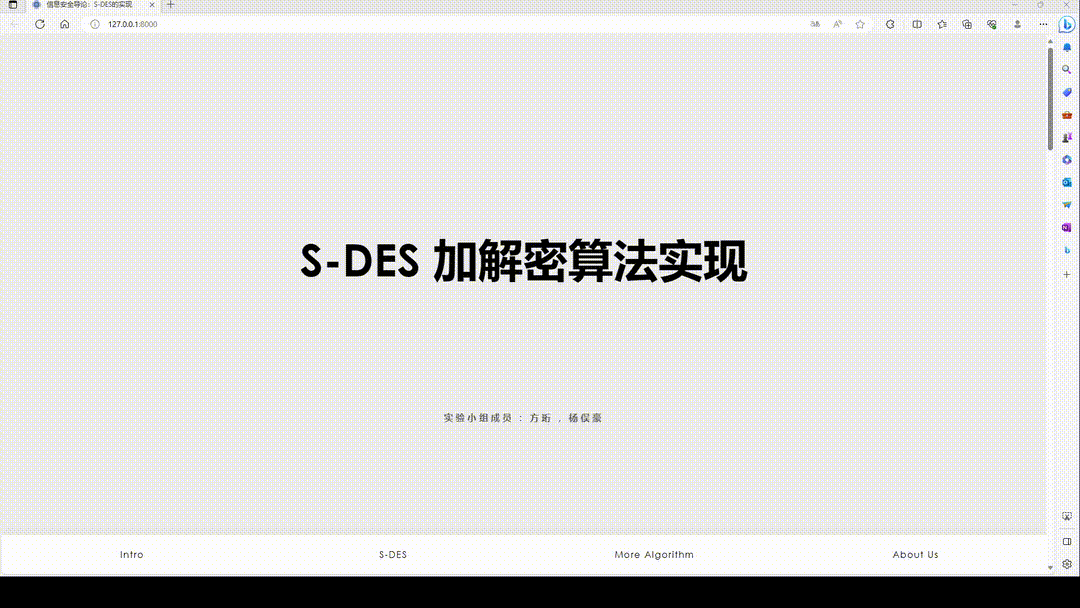 信息安全导论：S-DES的实现
127.0.0.1:8000
S-DES 加解密算法实现
实验小组成员 : 方珩 , 杨俣豪
Intro
S-DES
More Algorithm
About Us